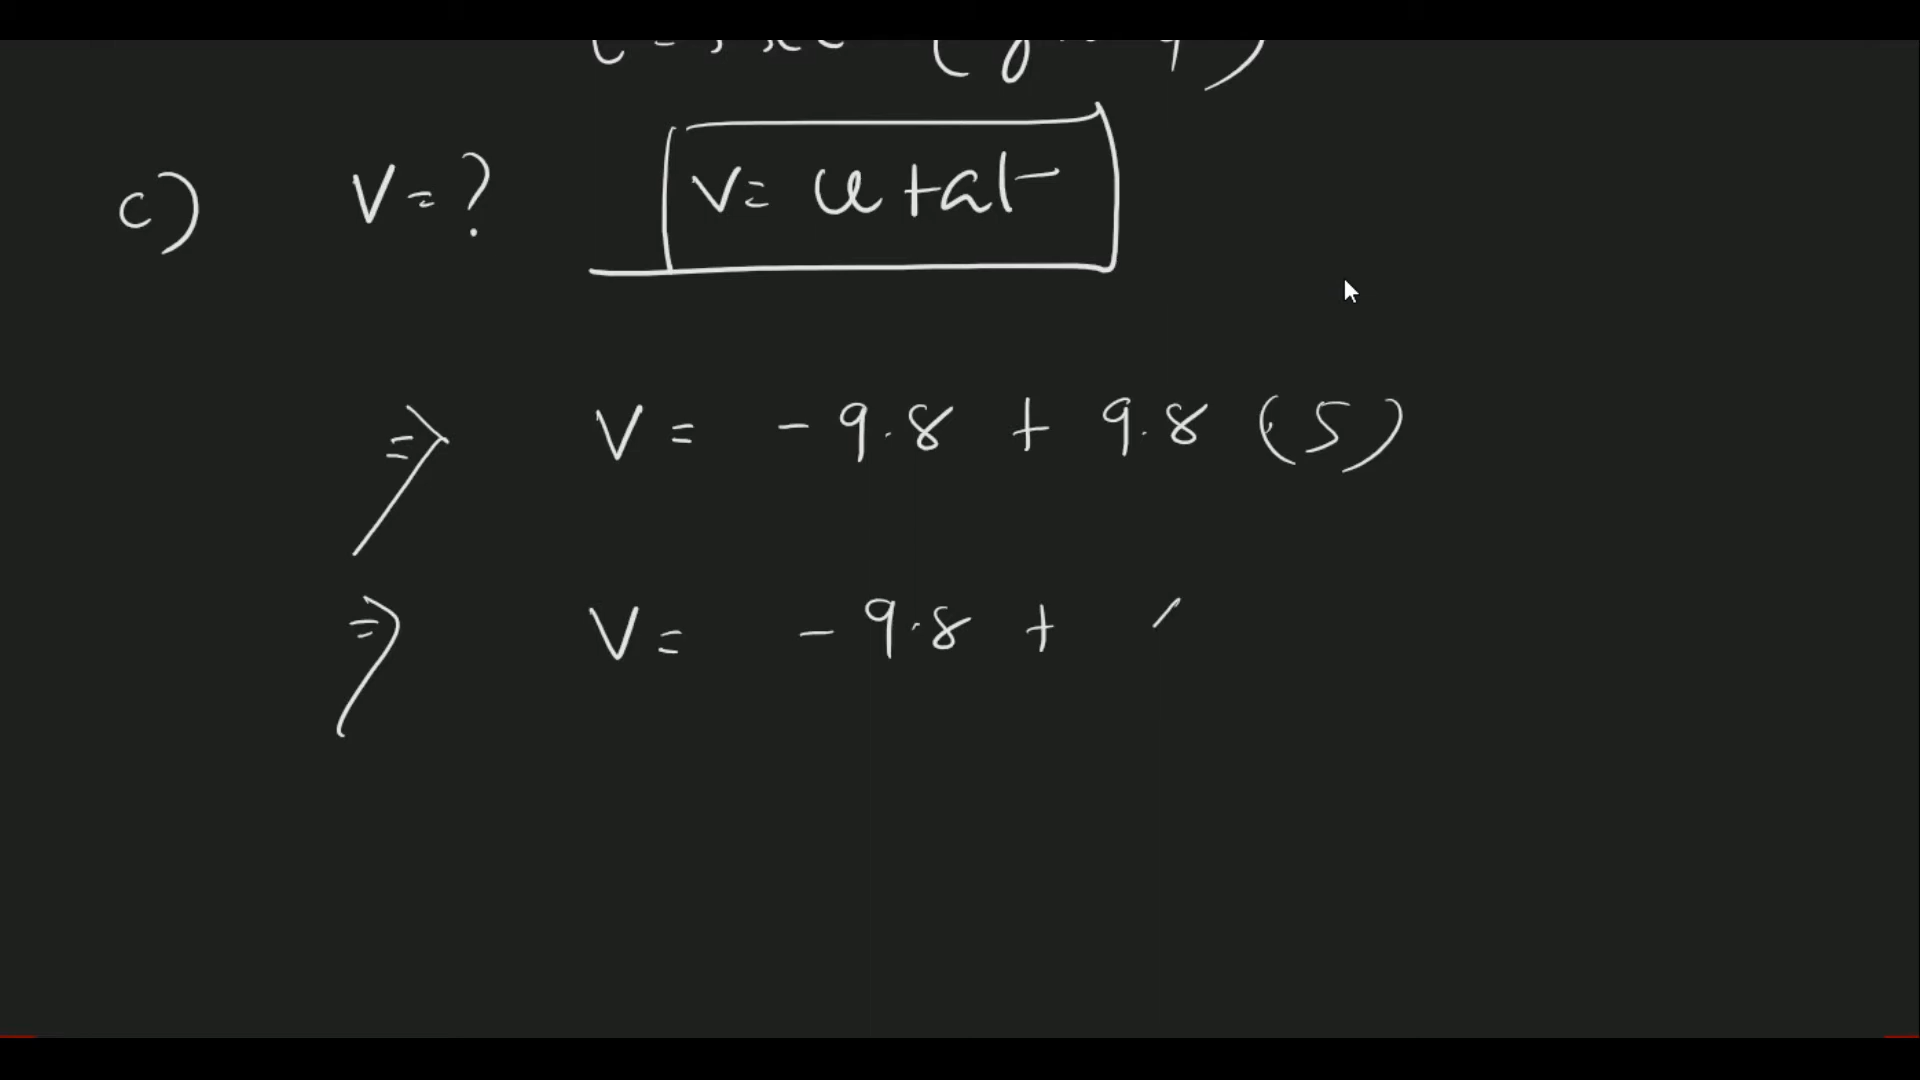 c) V = ? V = u + at
⇒ V = - 9.8 + 9.8 (5)
⇒ V = - 9.8 +